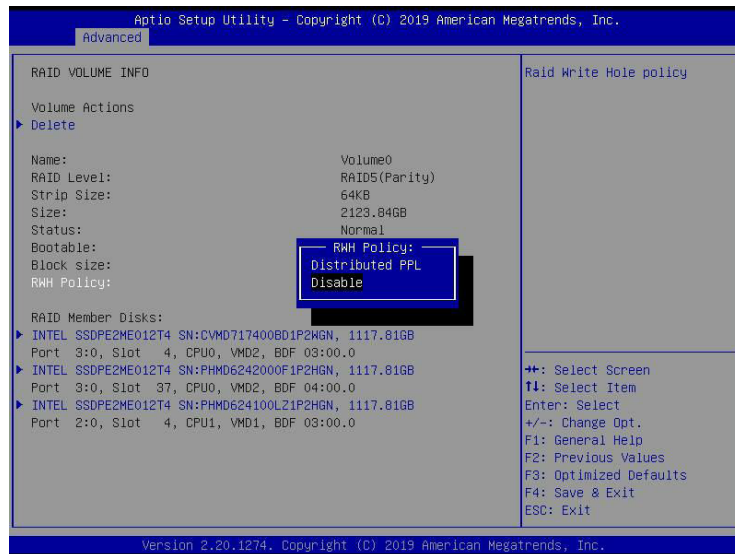 Aptio Setup Utility – Copyright (C) 2019 American Megatrends, Inc.
Advanced
RAID VOLUME INFO
Volume Actions
Delete
Name: Volume0
RAID Level: RAID5(Parity)
Strip Size: 64KB
Size: 2123.84GB
Status: Normal
Bootable:
Block size:
RWH Policy:
RWH Policy:
Distributed PPL
Disable
RAID Member Disks:
INTEL SSDPE2ME012T4 SN:CVMD717400BD1P2WGN, 1117.81GB
Port 3:0, Slot 4, CPU0, VMD2, BDF 03:00.0
INTEL SSDPE2ME012T4 SN:PHMD6242000F1P2HGN, 1117.81GB
Port 3:0, Slot 37, CPU0, VMD2, BDF 04:00.0
INTEL SSDPE2ME012T4 SN:PHMD624100LZ1P2HGN, 1117.81GB
Port 2:0, Slot 4, CPU1, VMD1, BDF 03:00.0
Raid Write Hole policy
→←: Select Screen
↑↓: Select Item
Enter: Select
+/-: Change Opt.
F1: General Help
F2: Previous Values
F3: Optimized Defaults
F4: Save & Exit
ESC: Exit
Version 2.20.1274. Copyright (C) 2019 American Megatrends, Inc.